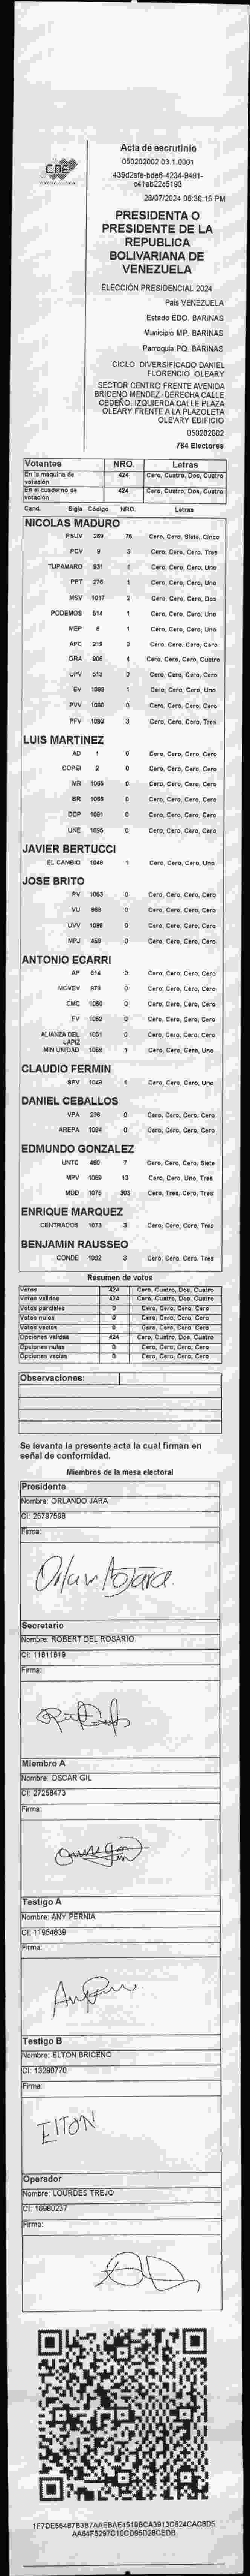 CNE
Acta de escrutinio
050202002.03.1.0001
439d2afe-bde6-4234-9491-
c41ab22c5193
28/07/2024 06:30:15 PM
PRESIDENTA O
PRESIDENTE DE LA
REPUBLICA
BOLIVARIANA DE
VENEZUELA
ELECCIÓN PRESIDENCIAL 2024
País VENEZUELA
Estado EDO. BARINAS
Municipio MP. BARINAS
Parroquia PQ. BARINAS
CICLO DIVERSIFICADO DANIEL
FLORENCIO OLEARY
SECTOR CENTRO FRENTE AVENIDA
BRICENO MENDEZ. DERECHA CALLE
CEDEÑO. IZQUIERDA CALLE PLAZA
OLEARY FRENTE A LA PLAZOLETA
OLEARY EDIFICIO
050202002
784 Electores
Votantes NRO. Letras
En la maquina de votación 424 Cero, Cuatro, Dos, Cuatro
En el cuaderno de votación 424 Cero, Cuatro, Dos, Cuatro
Cand. Sigla Código NRO. Letras
NICOLAS MADURO
PSUV 269 75 Cero, Cero, Siete, Cinco
PCV 9 3 Cero, Cero, Cero, Tres
TUPAMARO 931 1 Cero, Cero, Cero, Uno
PPT 276 1 Cero, Cero, Cero, Uno
MSV 1017 2 Cero, Cero, Cero, Dos
PODEMOS 514 1 Cero, Cero, Cero, Uno
MEP 6 1 Cero, Cero, Cero, Uno
APC 219 0 Cero, Cero, Cero, Cero
ORA 906 4 Cero, Cero, Cero, Cuatro
UPV 513 0 Cero, Cero, Cero, Cero
EV 1089 1 Cero, Cero, Cero, Uno
PVV 1090 0 Cero, Cero, Cero, Cero
PFV 1093 3 Cero, Cero, Cero, Tres
LUIS MARTINEZ
AD 1 0 Cero, Cero, Cero, Cero
COPEI 2 0 Cero, Cero, Cero, Cero
MR 1065 0 Cero, Cero, Cero, Cero
BR 1066 0 Cero, Cero, Cero, Cero
DDP 1091 0 Cero, Cero, Cero, Cero
UNE 1095 0 Cero, Cero, Cero, Cero
JAVIER BERTUCCI
EL CAMBIO 1048 1 Cero, Cero, Cero, Uno
JOSE BRITO
PV 1053 0 Cero, Cero, Cero, Cero
VU 969 0 Cero, Cero, Cero, Cero
UVV 1096 0 Cero, Cero, Cero, Cero
MPJ 458 0 Cero, Cero, Cero, Cero
ANTONIO ECARRI
AP 614 0 Cero, Cero, Cero, Cero
MOVEV 979 0 Cero, Cero, Cero, Cero
CMC 1050 0 Cero, Cero, Cero, Cero
FV 1052 0 Cero, Cero, Cero, Cero
ALIANZA DEL LAPIZ 1051 0 Cero, Cero, Cero, Cero
MIN UNIDAD 1068 1 Cero, Cero, Cero, Uno
CLAUDIO FERMIN
SPV 1049 1 Cero, Cero, Cero, Uno
DANIEL CEBALLOS
VPA 236 0 Cero, Cero, Cero, Cero
AREPA 1094 0 Cero, Cero, Cero, Cero
EDMUNDO GONZALEZ
UNTC 460 7 Cero, Cero, Cero, Siete
MPV 1069 13 Cero, Cero, Uno, Tres
MUD 1075 303 Cero, Tres, Cero, Tres
ENRIQUE MARQUEZ
CENTRADOS 1073 3 Cero, Cero, Cero, Tres
BENJAMIN RAUSSEO
CONDE 1092 3 Cero, Cero, Cero, Tres
Resumen de votos
Votos 424 Cero, Cuatro, Dos, Cuatro
Votos validos 424 Cero, Cuatro, Dos, Cuatro
Votos parciales 0 Cero, Cero, Cero, Cero
Votos nulos 0 Cero, Cero, Cero, Cero
Votos vacios 0 Cero, Cero, Cero, Cero
Opciones validas 424 Cero, Cuatro, Dos, Cuatro
Opciones nulas 0 Cero, Cero, Cero, Cero
Opciones vacias 0 Cero, Cero, Cero, Cero
Observaciones:
Se levanta la presente acta la cual firman en
señal de conformidad.
Miembros de la mesa electoral
Presidente
Nombre: ORLANDO JARA
CI: 25797598
Firma:
Secretario
Nombre: ROBERT DEL ROSARIO
CI: 11811819
Firma:
Miembro A
Nombre: OSCAR GIL
CI: 27258473
Firma:
Testigo A
Nombre: ANY PERNIA
CI: 11954639
Firma:
Testigo B
Nombre: ELTON BRICEÑO
CI: 13280770
Firma:
ElTON
Operador
Nombre: LOURDES TREJO
CI: 16980237
Firma: